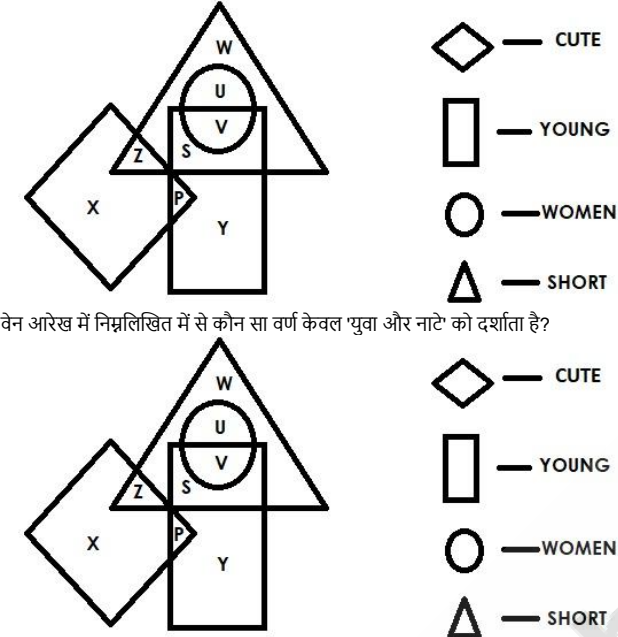 W
U
V
Z
S
P
X
Y
CUTE
YOUNG
WOMEN
SHORT
वेन आरेख में निम्नलिखित में से कौन सा वर्ण केवल 'युवा और नाटे' को दर्शाता है?
W
U
V
Z
S
P
X
Y
CUTE
YOUNG
WOMEN
SHORT